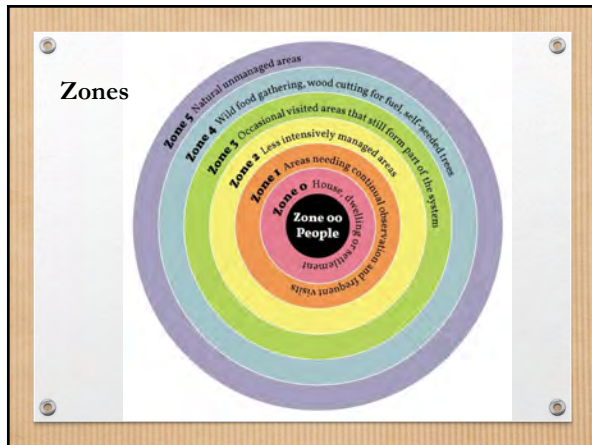 Zones
Zone 5 Natural unmanaged areas
Zone 4 Wild food gathering, wood cutting for fuel, self-seeded trees
Zone 3 Occasional visited areas that still form part of the system
Zone 2 Less intensively managed areas
Zone 1 Areas needing continual observation and frequent visits
Zone 0 House, dwelling or settlement
Zone 00
People